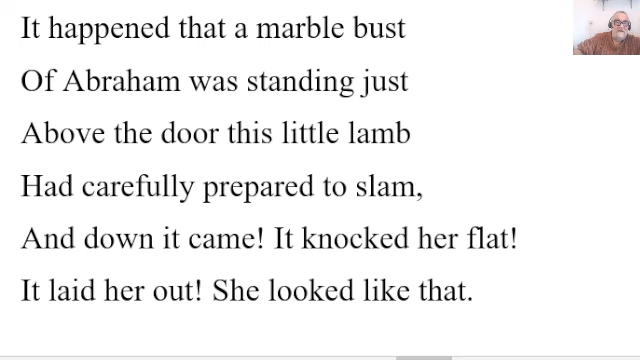 It happened that a marble bust
Of Abraham was standing just
Above the door this little lamb
Had carefully prepared to slam,
And down it came! It knocked her flat!
It laid her out! She looked like that.